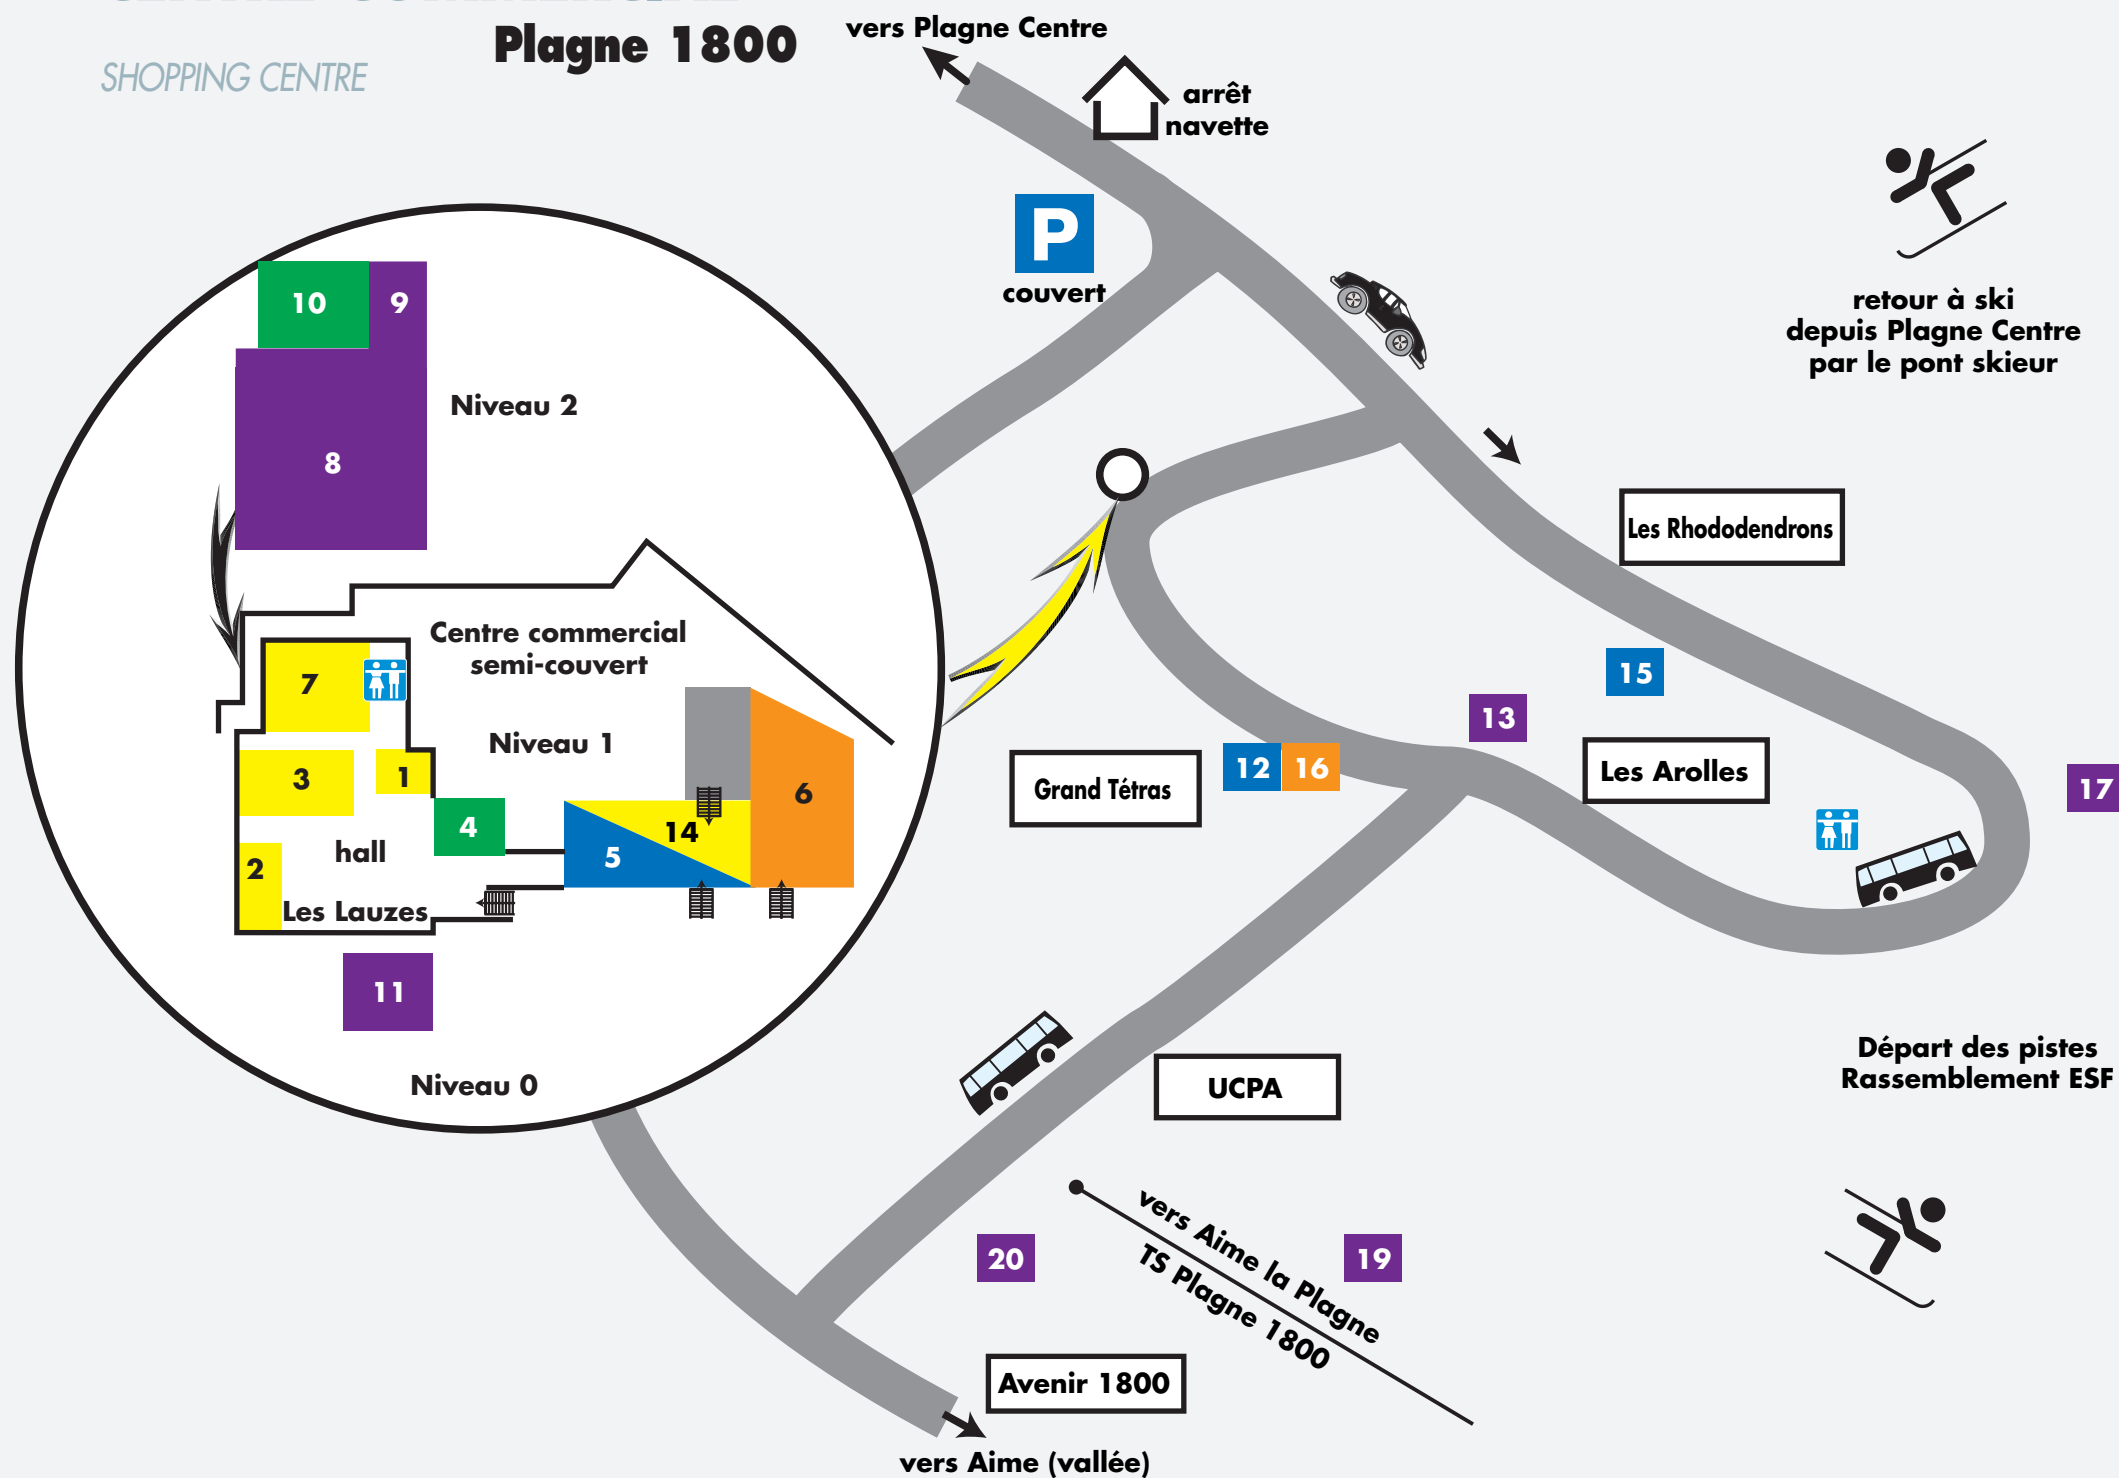 Plagne 1800
SHOPPING CENTRE
vers Plagne Centre
arrêt
navette
P
couvert
retour à ski
depuis Plagne Centre
par le pont skieur
10
9
Niveau 2
8
Les Rhododendrons
Centre commercial
semi-couvert
7
Niveau 1
3
1
6
4
14
5
hall
2
Les Lauzes
11
Niveau 0
15
13
Grand Tétras
12
16
Les Arolles
17
Départ des pistes
Rassemblement ESF
UCPA
vers Aime la Plagne
TS Plagne 1800
20
19
Avenir 1800
vers Aime (vallée)